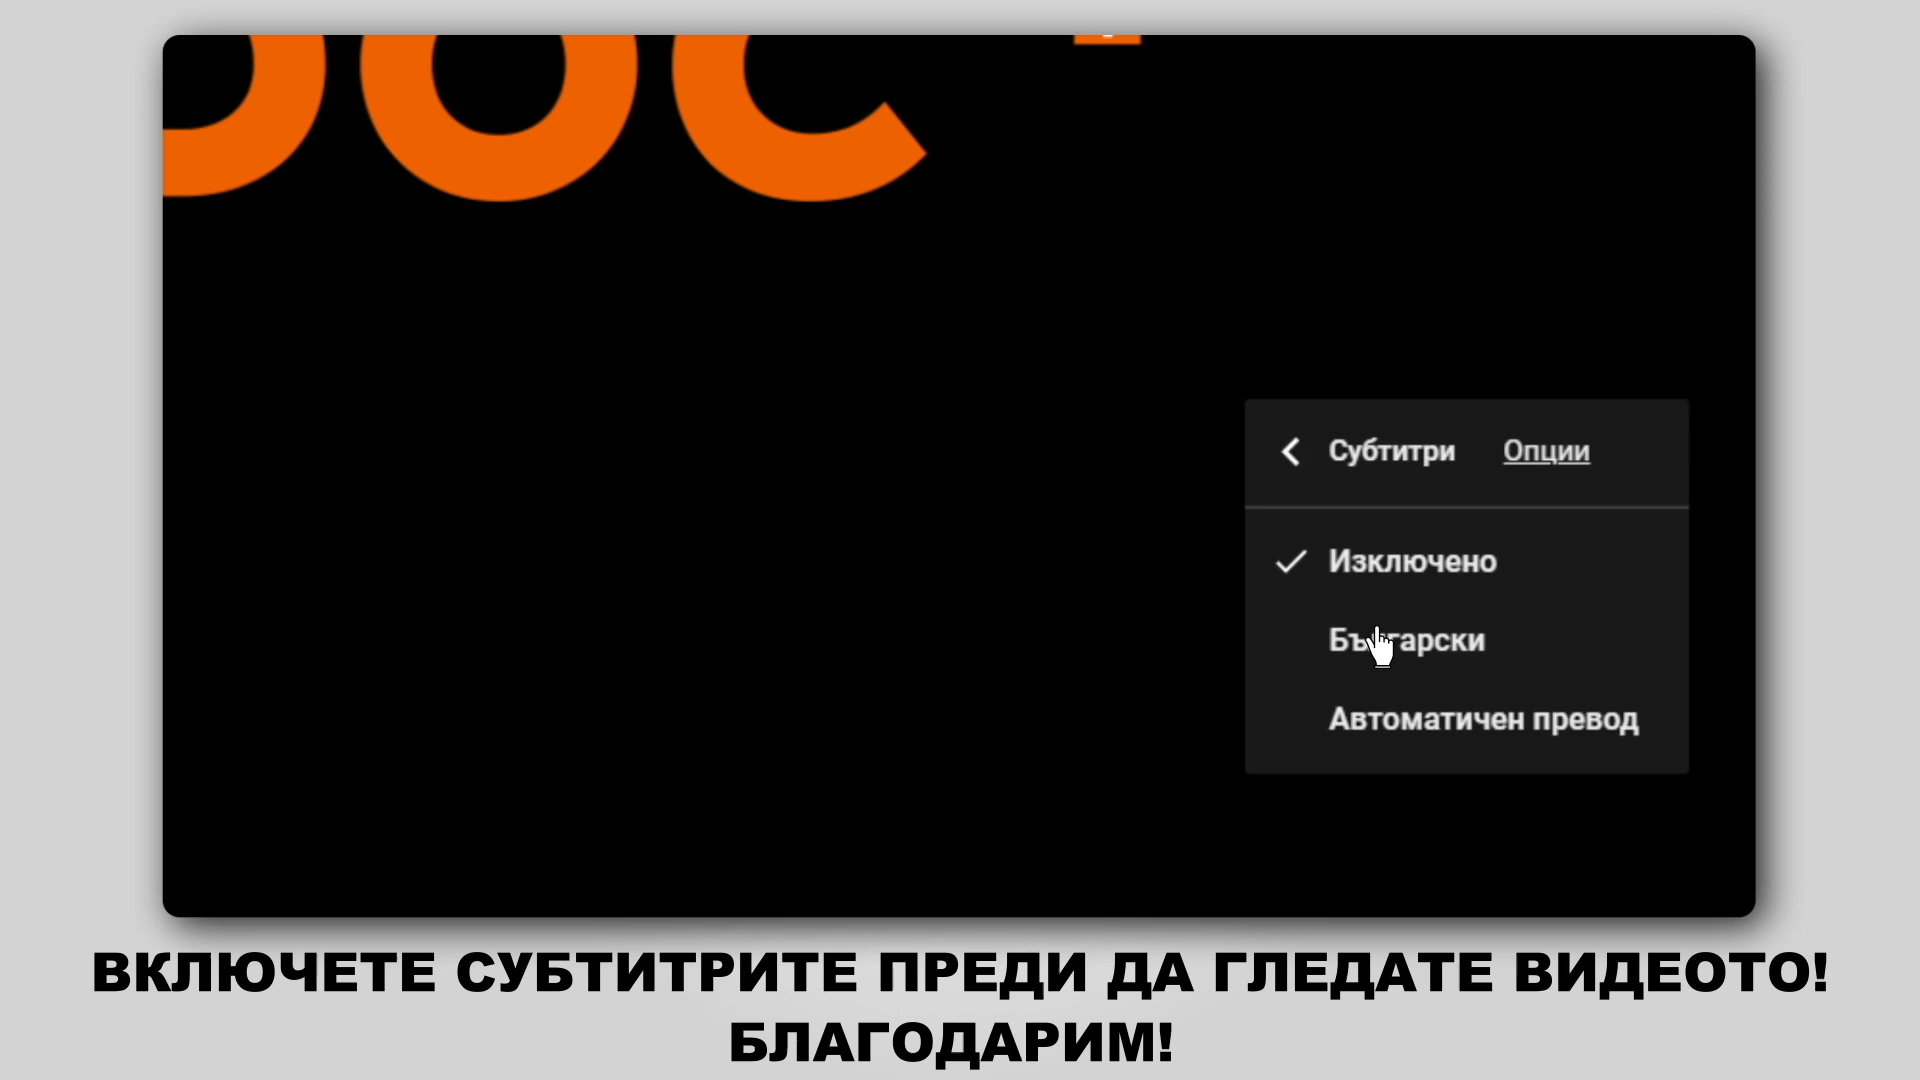 Субтитри Опции
Изключено
Български
Автоматичен превод
ВКЛЮЧЕТЕ СУБТИТРИТЕ ПРЕДИ ДА ГЛЕДАТЕ ВИДЕОТО!
БЛАГОДАРИМ!